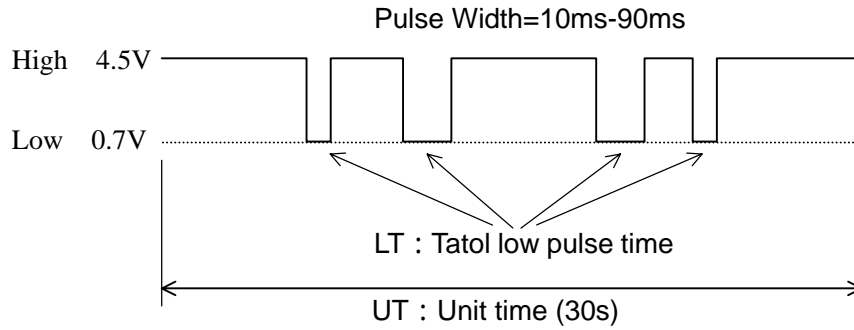 Pulse Width=10ms-90ms
High 4.5V
Low 0.7V
LT : Tatol low pulse time
UT : Unit time (30s)